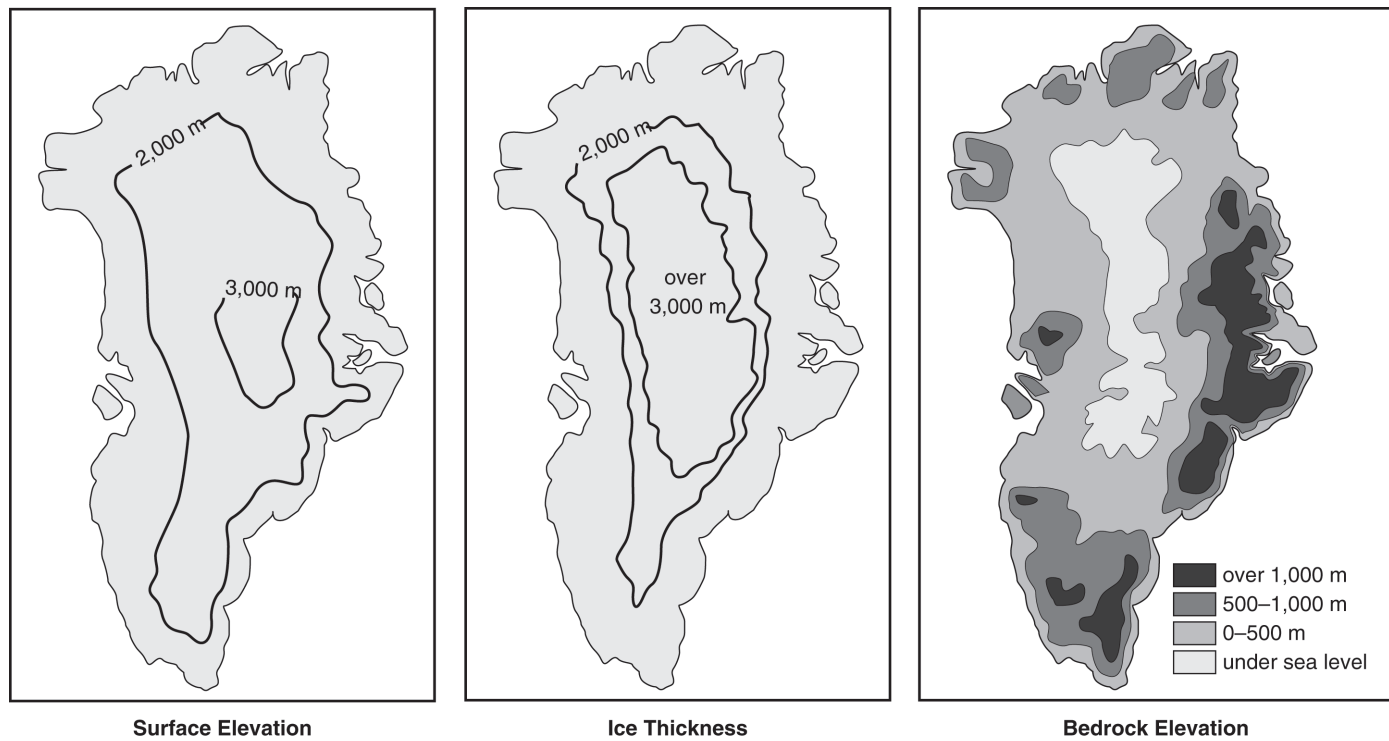 2,000 m
3,000 m
Surface Elevation
2,000 m
over
3,000 m
Ice Thickness
over 1,000 m
500–1,000 m
0–500 m
under sea level
Bedrock Elevation